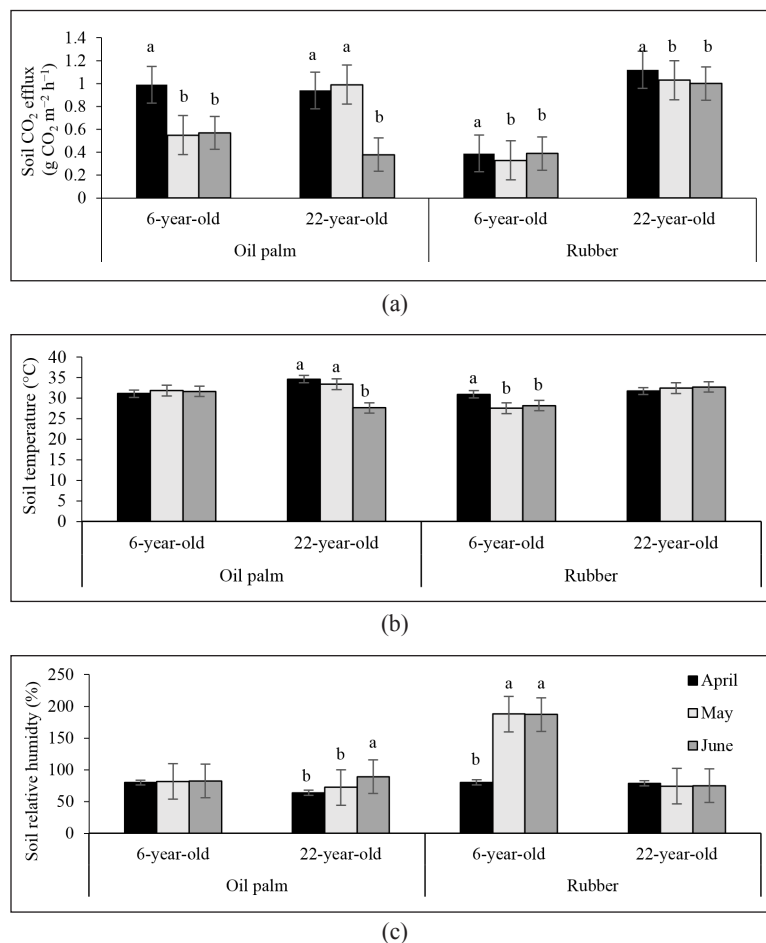 (a)
Soil CO₂ efflux
(g CO₂ m⁻² h⁻¹)
1.4
1.2
1
0.8
0.6
0.4
0.2
0
a b b a a b a b b a b b
6-year-old 22-year-old 6-year-old 22-year-old
Oil palm Rubber
(a)
Soil temperature (°C)
40
35
30
25
20
15
10
5
0
a a b a b b
6-year-old 22-year-old 6-year-old 22-year-old
Oil palm Rubber
(b)
Soil relative humidty (%)
250
200
150
100
50
0
b b a b a a
April
May
June
6-year-old 22-year-old 6-year-old 22-year-old
Oil palm Rubber
(c)